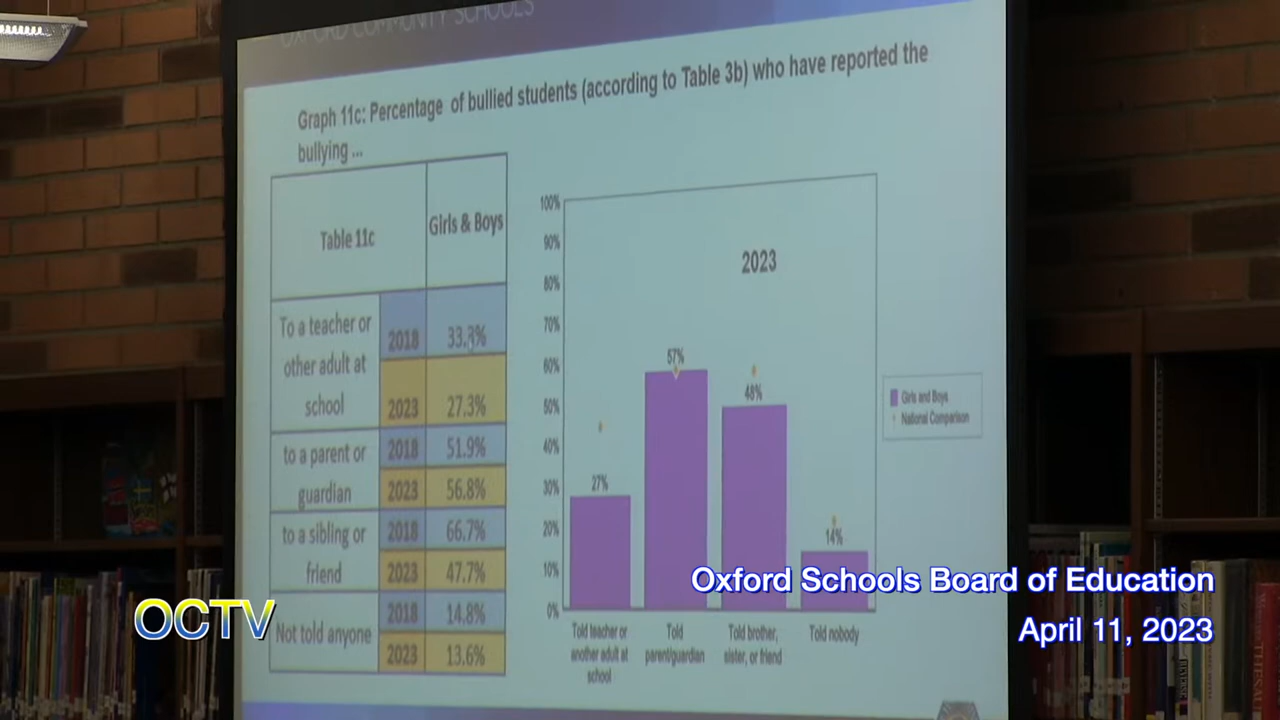 OXFORD COMMUNITY SCHOOLS
Graph 11c: Percentage of bullied students (according to Table 3b) who have reported the
bullying ...
Table 11c
Girls & Boys
To a teacher or
other adult at
school
2018
33.3%
2023
27.3%
to a parent or
guardian
2018
51.9%
2023
56.8%
to a sibling or
friend
2018
66.7%
2023
47.7%
Not told anyone
2018
14.8%
2023
13.6%
100%
90%
80%
70%
60%
50%
40%
30%
20%
10%
0%
2023
27%
57%
48%
14%
Told teacher or
another adult at
school
Told
parent/guardian
Told brother,
sister, or friend
Told nobody
Girls and Boys
National Comparison
OCTV
Oxford Schools Board of Education
April 11, 2023